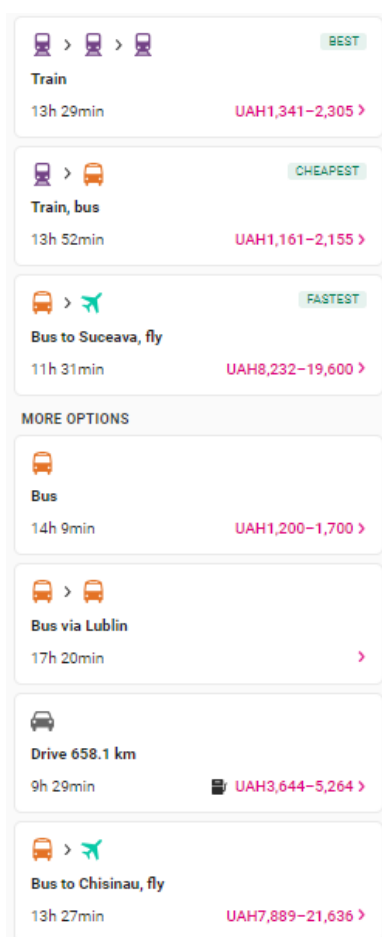 BEST
Train
13h 29min UAH1,341–2,305
CHEAPEST
Train, bus
13h 52min UAH1,161–2,155
FASTEST
Bus to Suceava, fly
11h 31min UAH8,232–19,600
MORE OPTIONS
Bus
14h 9min UAH1,200–1,700
Bus via Lublin
17h 20min
Drive 658.1 km
9h 29min UAH3,644–5,264
Bus to Chisinau, fly
13h 27min UAH7,889–21,636